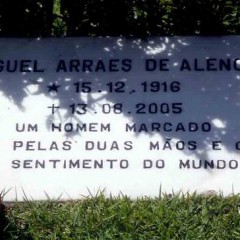 GUEL ARRAES DE ALENC
★ 15.12.1916
✝ 13.08.2005
UM HOMEM MARCADO
PELAS DUAS MÃOS E O
SENTIMENTO DO MUNDO